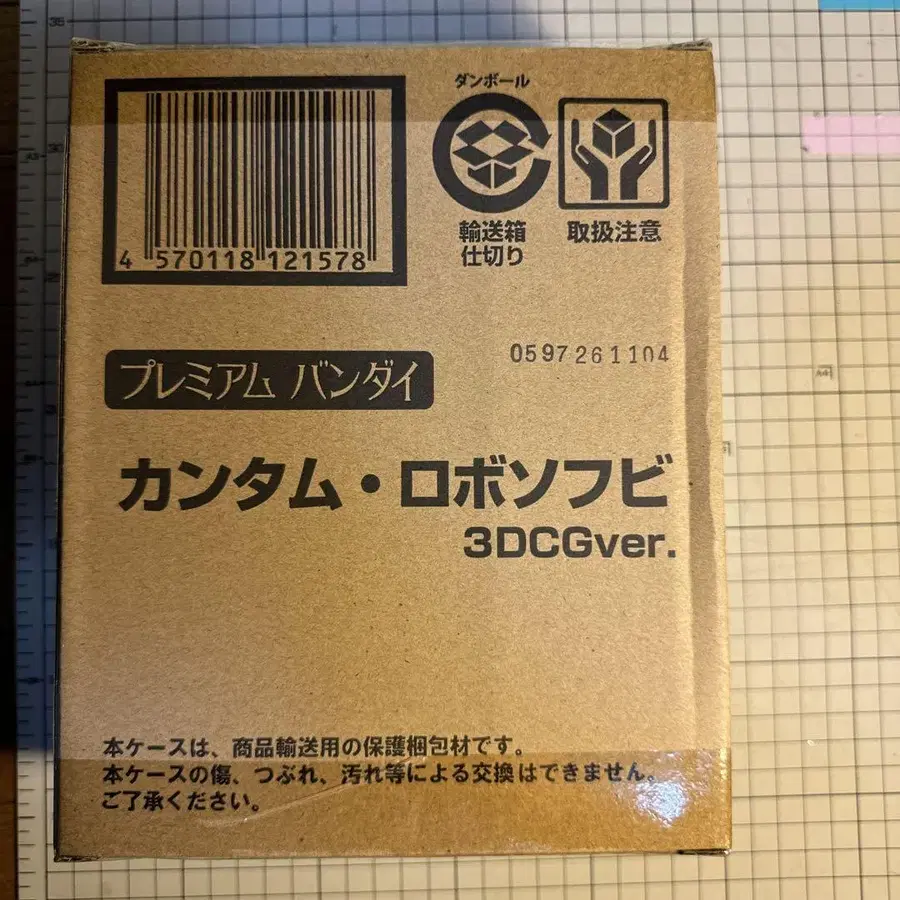 ダンボール
輸送箱
仕切り
取扱注意
4 570118 121578
0597261104
プレミアム バンダイ
カンタム・ロボソフビ
3DCGver.
本ケースは、商品輸送用の保護梱包材です。
本ケースの傷、つぶれ、汚れ等による交換はできません。
ご了承ください。
35
A3
30
A4